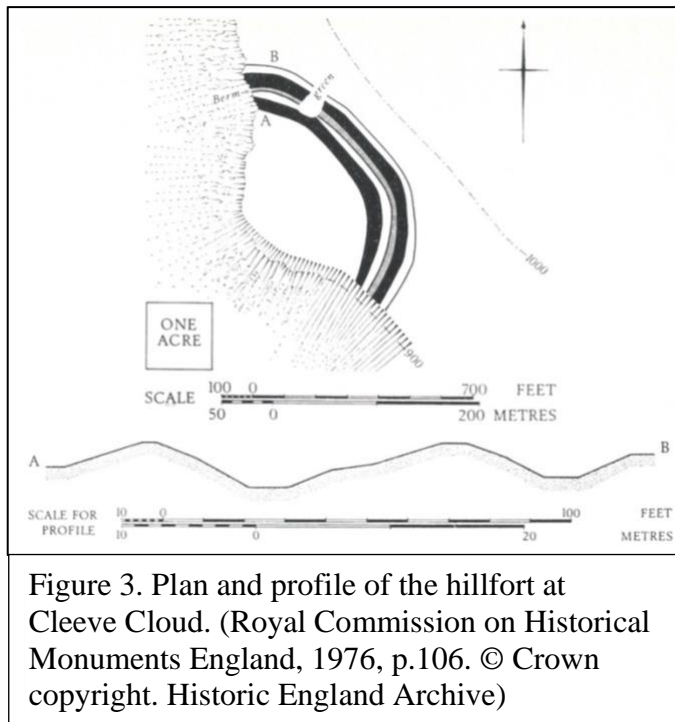 B
Berm
green
A
1000
ONE
ACRE
900
SCALE
100 0 700 FEET
50 0 200 METRES
A B
SCALE FOR
PROFILE
10 0 100 FEET
10 0 20 METRES
Figure 3. Plan and profile of the hillfort at
Cleeve Cloud. (Royal Commission on Historical
Monuments England, 1976, p.106. © Crown
copyright. Historic England Archive)